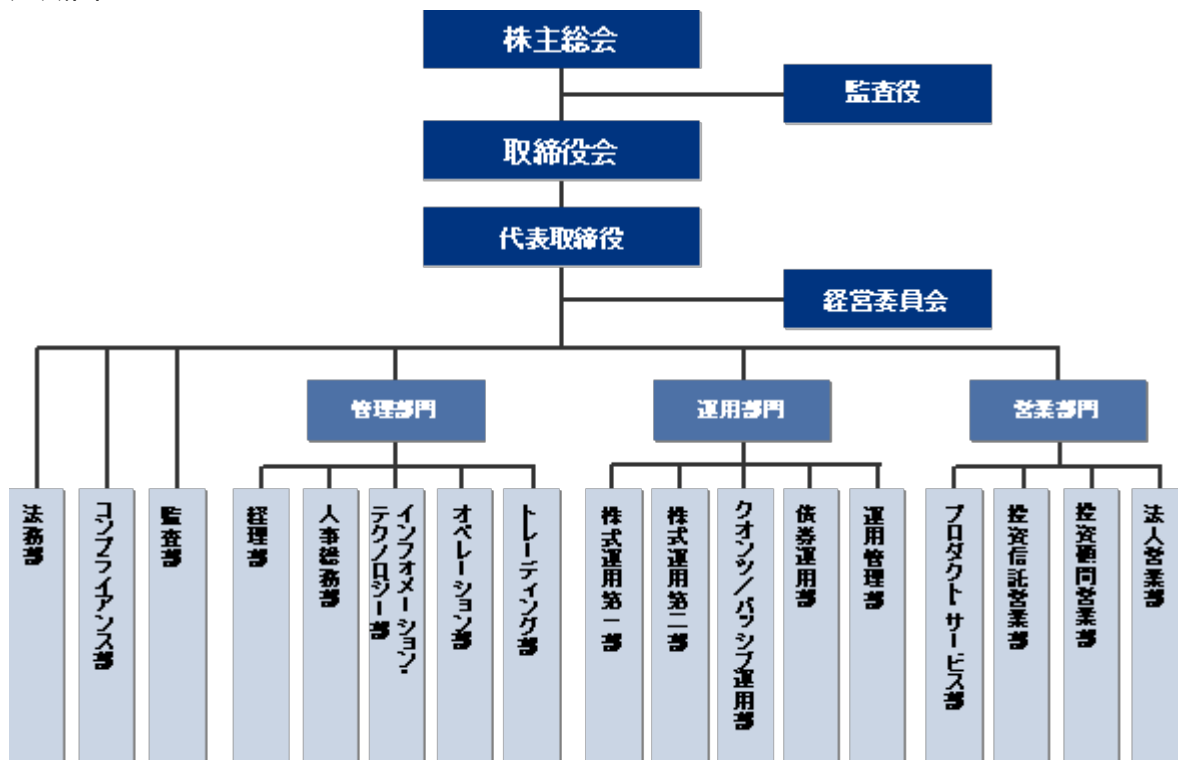 株主総会
監査役
取締役会
代表取締役
経営委員会
管理部門
運用部門
営業部門
法務部
コンプライアンス部
監査部
経理部
人事総務部
インフォメーション・
テクノロジー部
オペレーション部
トレーディング部
株式運用第一部
株式運用第二部
クオンツ／パッシブ運用部
債券運用部
運用管理部
プロダクト・サービス部
投資信託営業部
投資顧問営業部
法人営業部